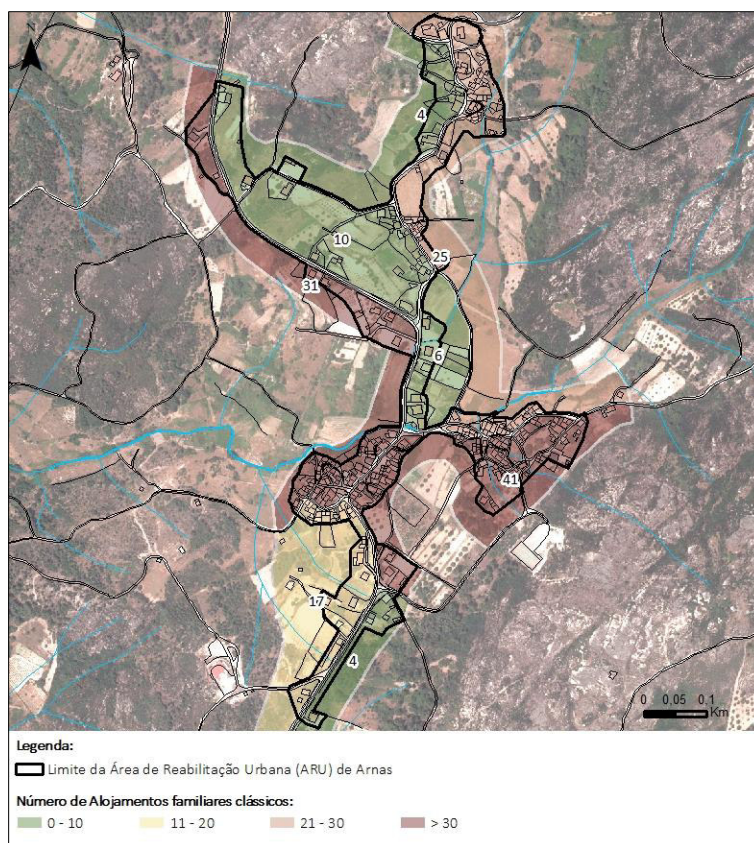 N
4
10
25
31
6
41
17
4
0 0,05 0,1
Km
Legenda:
Limite da Área de Reabilitação Urbana (ARU) de Arnas
Número de Alojamentos familiares clássicos:
0 - 10 11 - 20 21 - 30 > 30